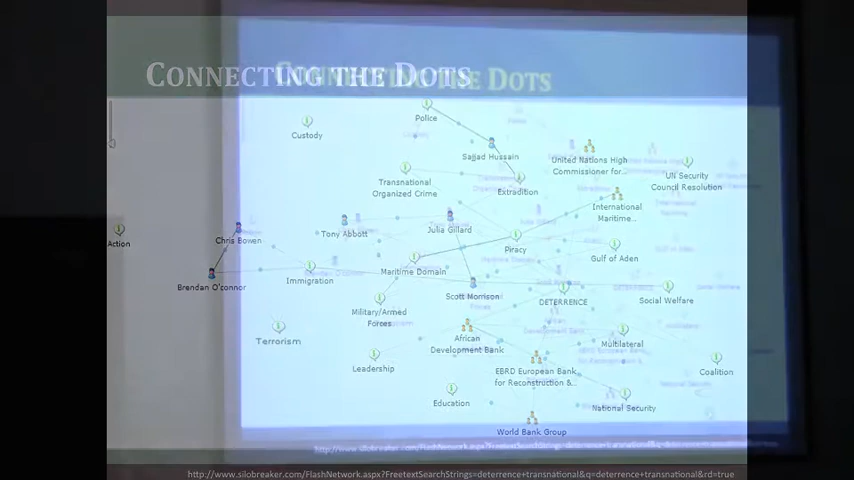 CONNECTING THE DOTS
Police
Custody
Sajjad Hussain
United Nations High
Commissioner for...
UN Security
Council Resolution
Transnational
Organized Crime
Extradition
International
Maritime...
Action
Chris Bowen
Tony Abbott
Julia Gillard
Piracy
Gulf of Aden
Brendan O'connor
Immigration
Maritime Domain
Scott Morrison
DETERRENCE
Social Welfare
Military/Armed
Forces
Terrorism
African
Development Bank
Multilateral
Leadership
EBRD European Bank
for Reconstruction &...
Coalition
Education
National Security
World Bank Group
http://www.silobreaker.com/FlashNetwork.aspx?FreetextSearchStrings=deterrence+transnational&q=deterrence+transnational&rd=true